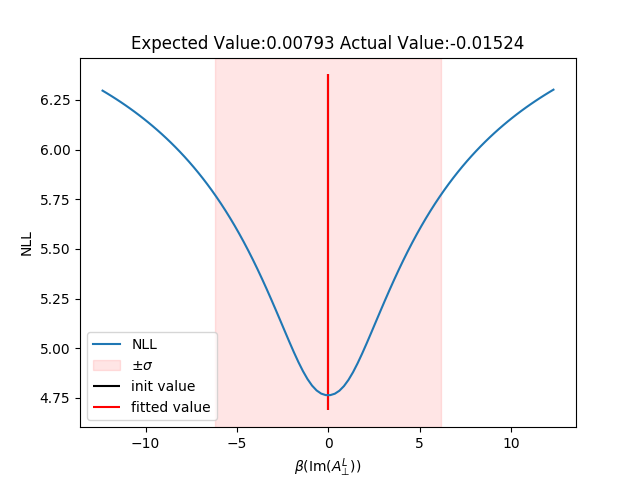 Expected Value:0.00793 Actual Value:-0.01524
NLL
6.25
6.00
5.75
5.50
5.25
5.00
4.75
NLL
±σ
init value
fitted value
−10 −5 0 5 10
β(Im(A^L_⊥))